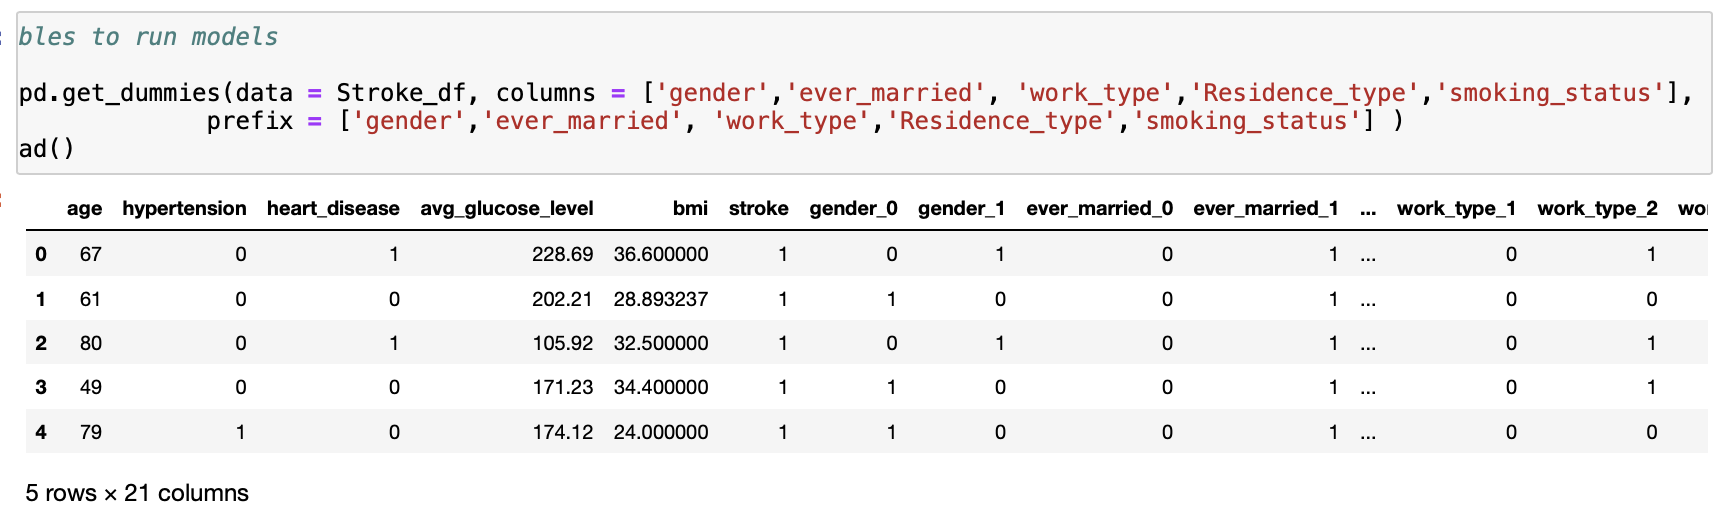 bles to run models
pd.get_dummies(data = Stroke_df, columns = ['gender','ever_married', 'work_type','Residence_type','smoking_status'],
prefix = ['gender','ever_married', 'work_type','Residence_type','smoking_status'] )
ad()
age hypertension heart_disease avg_glucose_level bmi stroke gender_0 gender_1 ever_married_0 ever_married_1 ... work_type_1 work_type_2 wo
0 67 0 1 228.69 36.600000 1 0 1 0 1 ... 0 1
1 61 0 0 202.21 28.893237 1 1 0 0 1 ... 0 0
2 80 0 1 105.92 32.500000 1 0 1 0 1 ... 0 1
3 49 0 0 171.23 34.400000 1 1 0 0 1 ... 0 1
4 79 1 0 174.12 24.000000 1 1 0 0 1 ... 0 0
5 rows × 21 columns